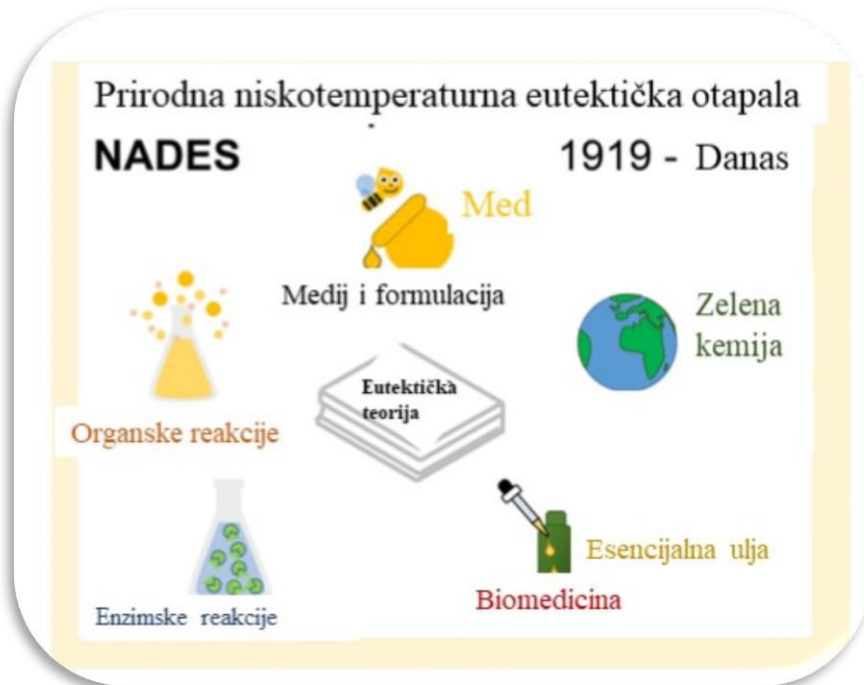 Prirodna niskotemperaturna eutektička otapala
NADES
1919 - Danas
Med
Medij i formulacija
Zelena
kemija
Eutektička
teorija
Organske reakcije
Esencijalna ulja
Biomedicina
Enzimske reakcije